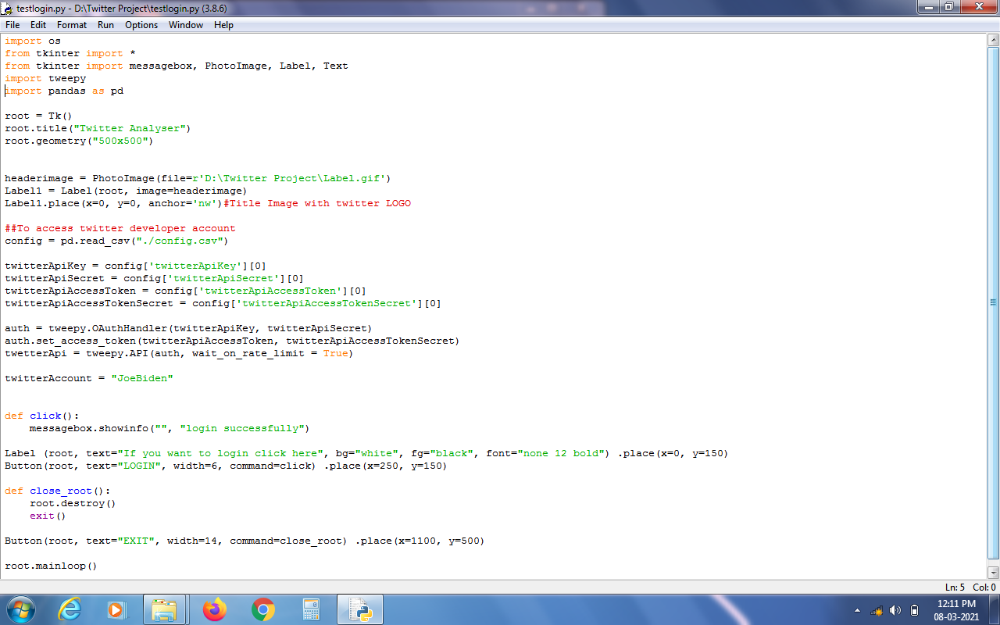 testlogin.py - D:\Twitter Project\testlogin.py (3.8.6)
File Edit Format Run Options Window Help
import os
from tkinter import *
from tkinter import messagebox, PhotoImage, Label, Text
import tweepy
import pandas as pd
root = Tk()
root.title("Twitter Analyser")
root.geometry("500x500")
headerimage = PhotoImage(file=r'D:\Twitter Project\Label.gif')
Label1 = Label(root, image=headerimage)
Label1.place(x=0, y=0, anchor='nw')#Title Image with twitter LOGO
##To access twitter developer account
config = pd.read_csv("./config.csv")
twitterApiKey = config['twitterApiKey'][0]
twitterApiSecret = config['twitterApiSecret'][0]
twitterApiAccessToken = config['twitterApiAccessToken'][0]
twitterApiAccessTokenSecret = config['twitterApiAccessTokenSecret'][0]
auth = tweepy.OAuthHandler(twitterApiKey, twitterApiSecret)
auth.set_access_token(twitterApiAccessToken, twitterApiAccessTokenSecret)
twetterApi = tweepy.API(auth, wait_on_rate_limit = True)
twitterAccount = "JoeBiden"
def click():
    messagebox.showinfo("", "login successfully")
Label (root, text="If you want to login click here", bg="white", fg="black", font="none 12 bold") .place(x=0, y=150)
Button(root, text="LOGIN", width=6, command=click) .place(x=250, y=150)
def close_root():
    root.destroy()
    exit()
Button(root, text="EXIT", width=14, command=close_root) .place(x=1100, y=500)
root.mainloop()
Ln: 5 Col: 0
12:11 PM
08-03-2021